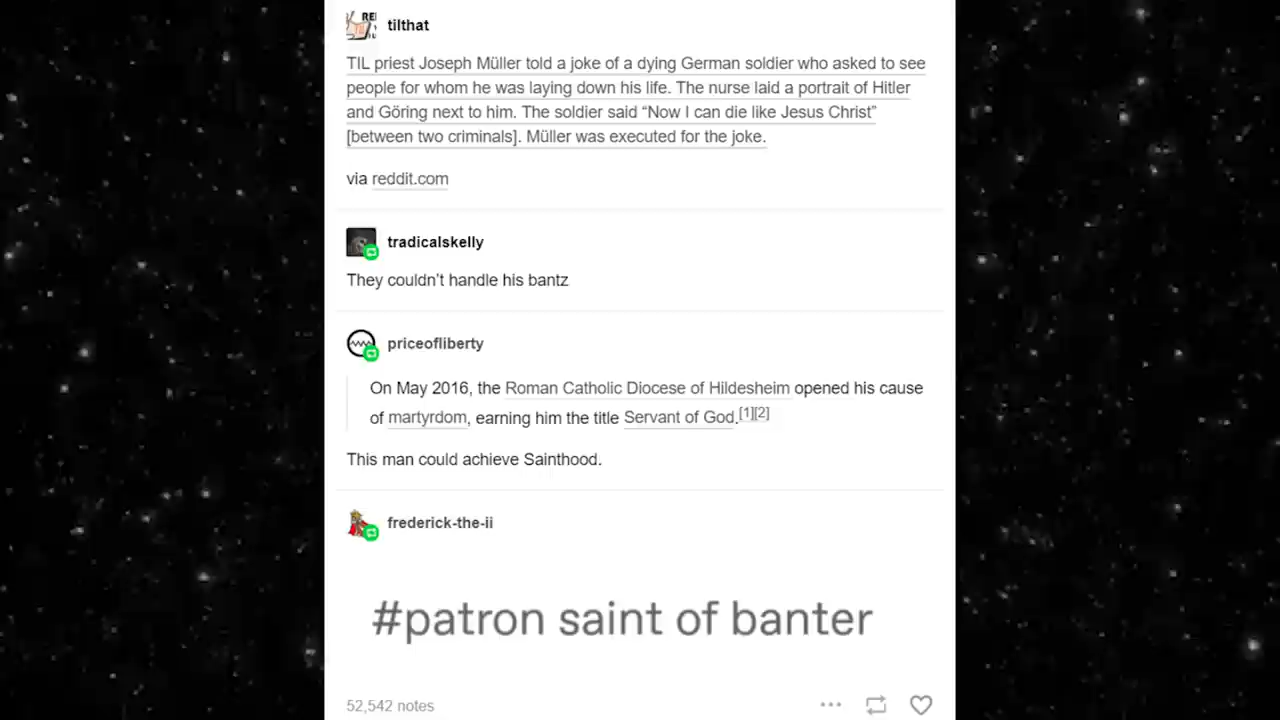 tilthat
TIL priest Joseph Müller told a joke of a dying German soldier who asked to see
people for whom he was laying down his life. The nurse laid a portrait of Hitler
and Göring next to him. The soldier said “Now I can die like Jesus Christ”
[between two criminals]. Müller was executed for the joke.
via reddit.com
tradicalskelly
They couldn’t handle his bantz
priceofliberty
On May 2016, the Roman Catholic Diocese of Hildesheim opened his cause
of martyrdom, earning him the title Servant of God.[1][2]
This man could achieve Sainthood.
frederick-the-ii
#patron saint of banter
52,542 notes